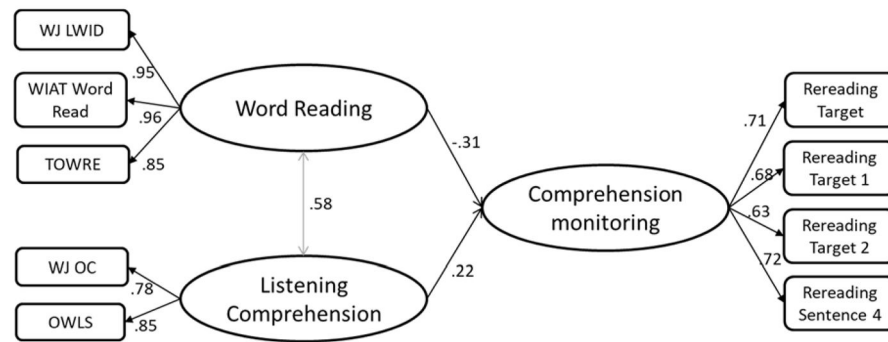 WJ LWID
.95
WIAT Word
Read
.96
TOWRE
.85
Word Reading
-.31
.58
WJ OC
.78
OWLS
.85
Listening
Comprehension
.22
Comprehension
monitoring
Rereading
Target
.71
Rereading
Target 1
.68
Rereading
Target 2
.63
Rereading
Sentence 4
.72